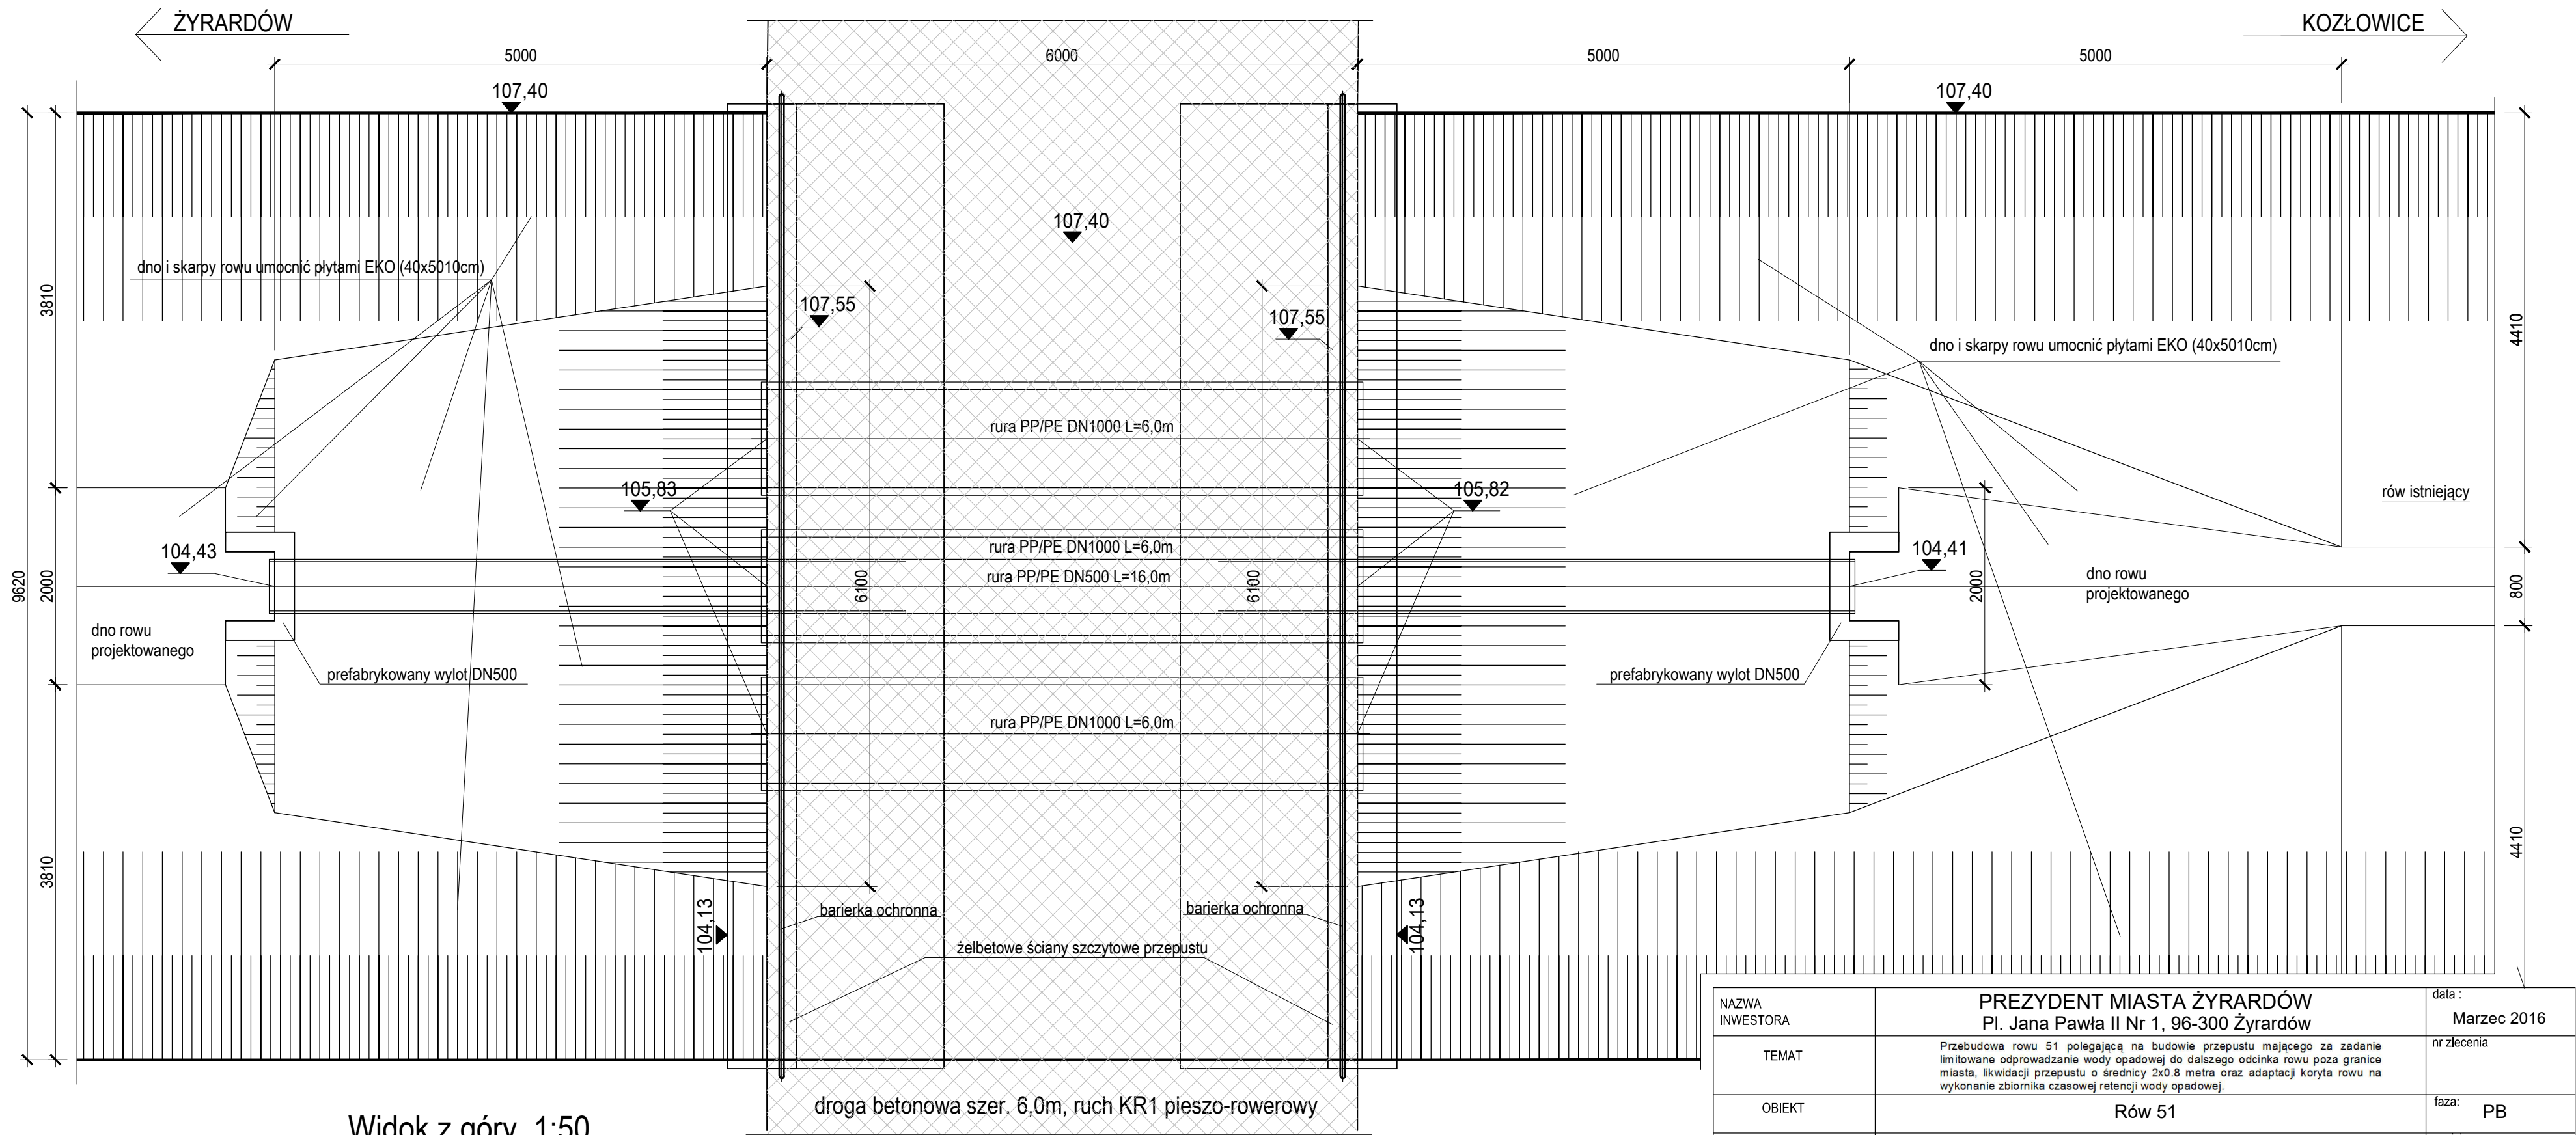 ŻYRARDÓW
KOZŁOWICE
5000
6000
5000
5000
107,40
107,40
107,40
dno i skarpy rowu umocnić płytami EKO (40x5010cm)
107,55
107,55
3810
4410
dno i skarpy rowu umocnić płytami EKO (40x5010cm)
rura PP/PE DN1000 L=6,0m
105,83
105,82
rów istniejący
rura PP/PE DN1000 L=6,0m
104,43
104,41
rura PP/PE DN500 L=16,0m
9620
2000
6100
6100
2000
800
dno rowu
projektowanego
dno rowu
projektowanego
prefabrykowany wylot DN500
prefabrykowany wylot DN500
rura PP/PE DN1000 L=6,0m
3810
4410
104,13
104,13
barierka ochronna
barierka ochronna
żelbetowe ściany szczytowe przepustu
droga betonowa szer. 6,0m, ruch KR1 pieszo-rowerowy
Widok z góry 1:50
NAZWA
INWESTORA
PREZYDENT MIASTA ŻYRARDÓW
Pl. Jana Pawła II Nr 1, 96-300 Żyrardów
data :
Marzec 2016
TEMAT
Przebudowa rowu 51 polegającą na budowie przepustu mającego za zadanie
limitowane odprowadzanie wody opadowej do dalszego odcinka rowu poza granice
miasta, likwidacji przepustu o średnicy 2x0.8 metra oraz adaptacji koryta rowu na
wykonanie zbiornika czasowej retencji wody opadowej.
nr zlecenia
OBIEKT
Rów 51
faza:
PB